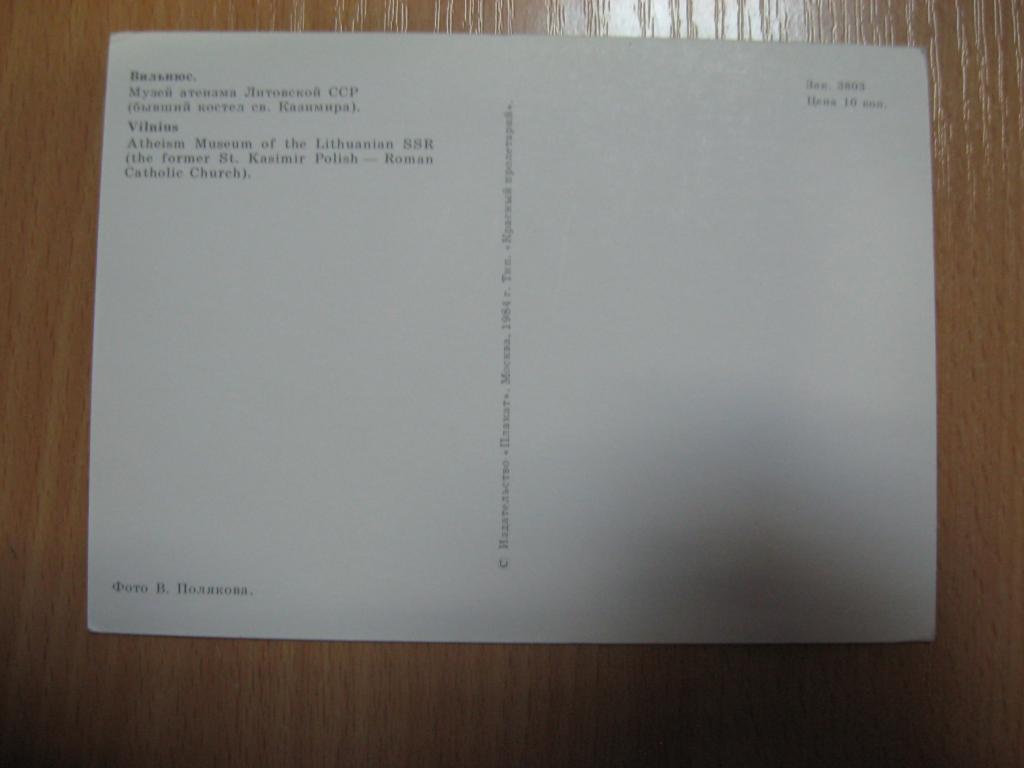 Вильнюс.
Музей атеизма Литовской ССР
(бывший костел св. Казимира).
Vilnius
Atheism Museum of the Lithuanian SSR
(the former St. Kasimir Polish — Roman
Catholic Church).
Фото В. Полякова.
© Издательство «Плакат». Москва, 1984 г. Тип. «Красный пролетарий».
Зак. 3803
Цена 10 коп.